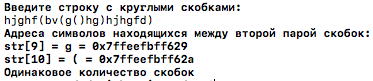 Введите строку с круглыми скобками:
hjghf(bv(g()hg)hjhgfd)
Адреса символов находящихся между второй парой скобок:
str[9] = g = 0x7ffeefbff629
str[10] = ( = 0x7ffeefbff62a
Одинаковое количество скобок